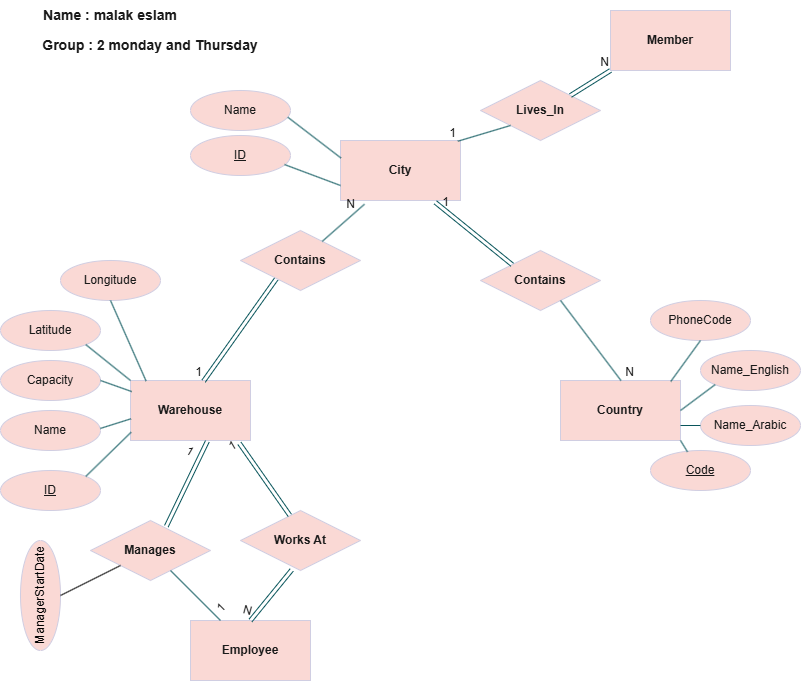 Name : malak eslam
Group : 2 monday and Thursday
Member
N
Lives_In
1
Name
ID
City
N
1
Contains
Contains
Longitude
Latitude
Capacity
Name
ID
1
Warehouse
N
Country
PhoneCode
Name_English
Name_Arabic
Code
1
1
Manages
Works At
ManagerStartDate
1
N
Employee